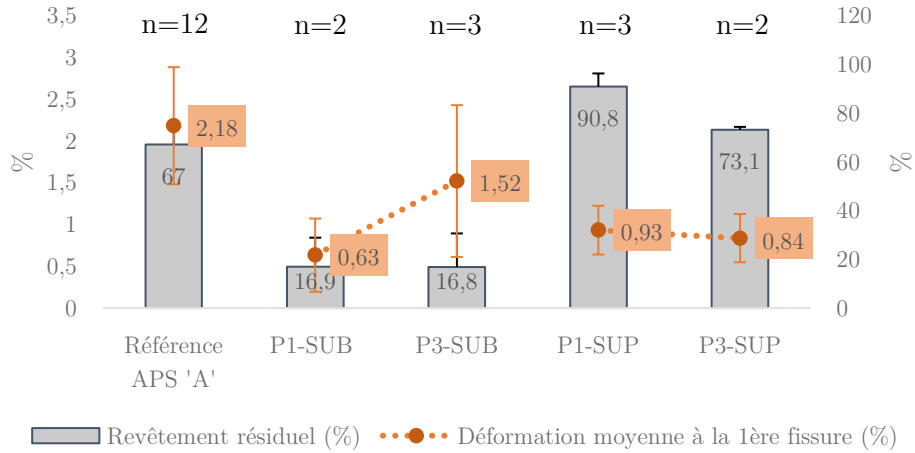 3,5
3
2,5
2
1,5
1
0,5
0
%
n=12
n=2
n=3
n=3
n=2
2,18
67
0,63
16,9
1,52
16,8
90,8
0,93
73,1
0,84
120
100
80
60
40
20
0
%
Référence
APS 'A'
P1-SUB
P3-SUB
P1-SUP
P3-SUP
Revêtement résiduel (%)
Déformation moyenne à la 1ère fissure (%)